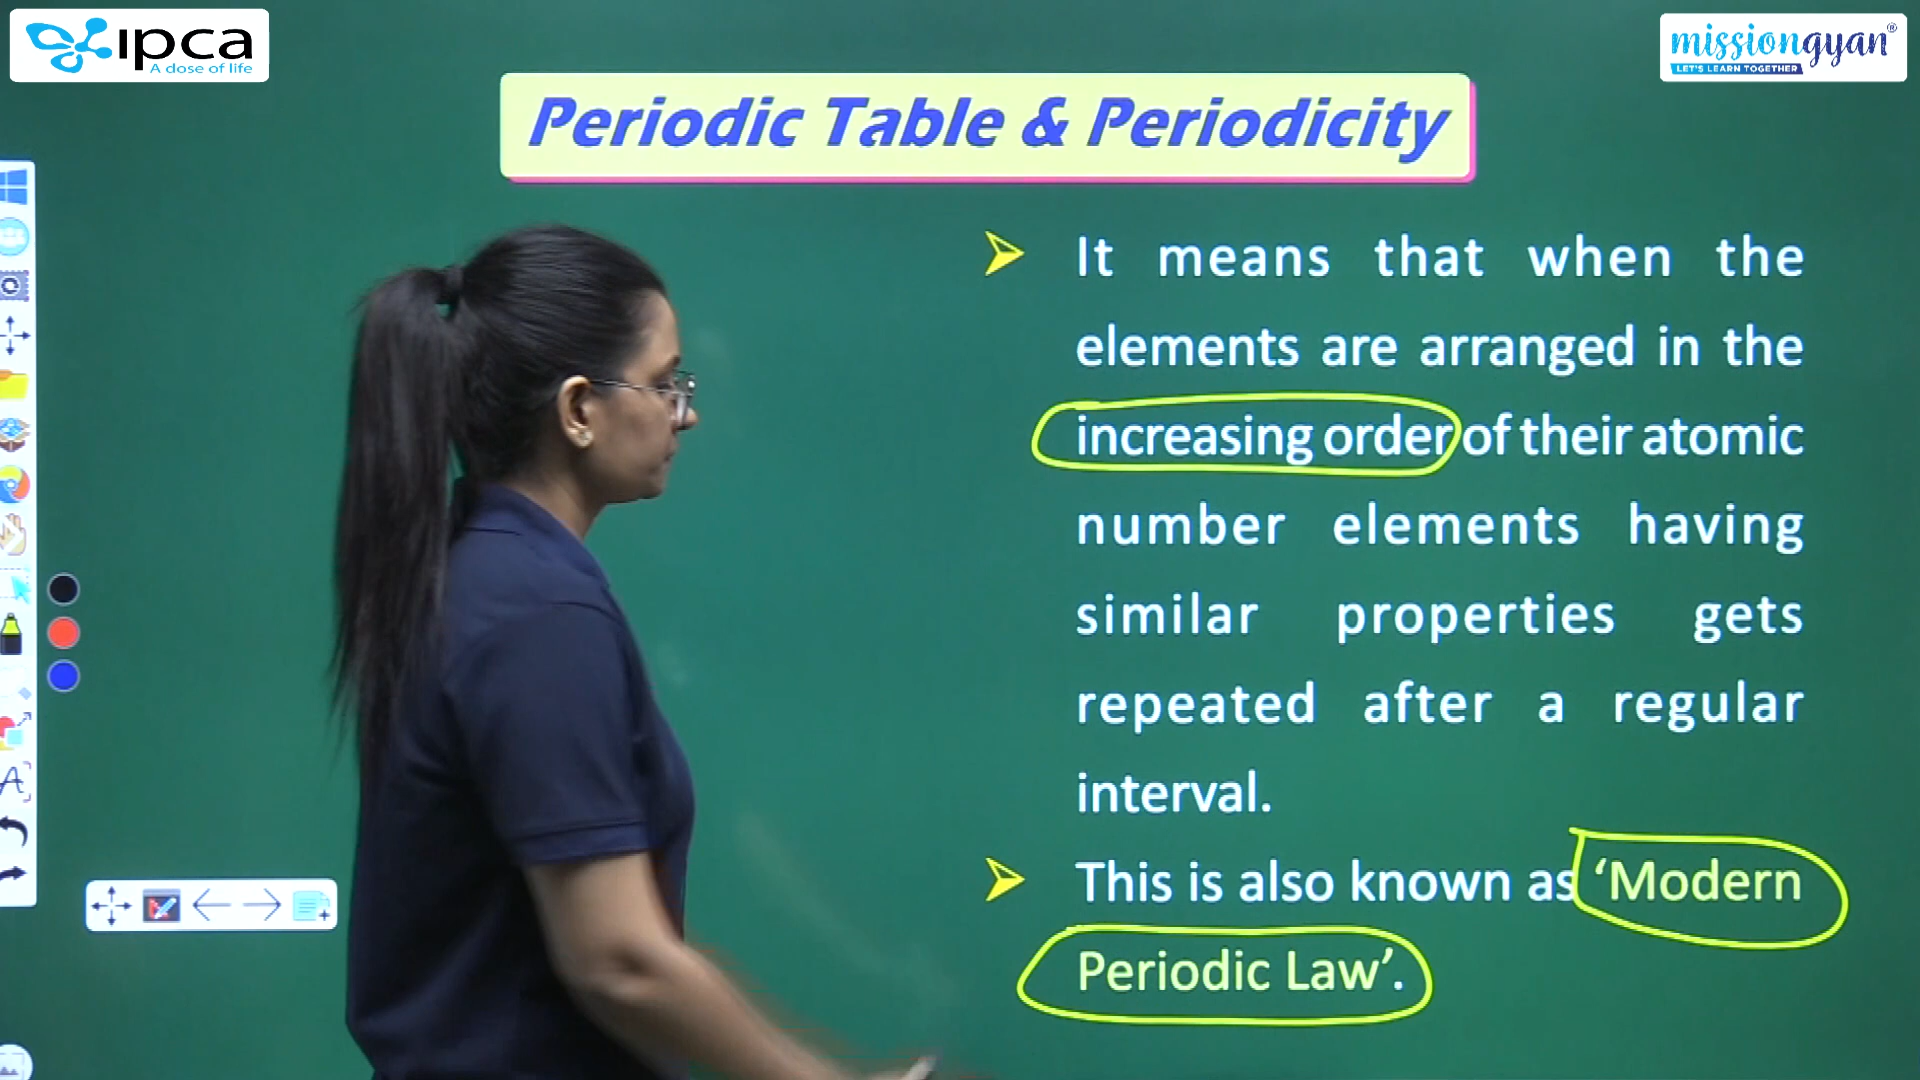 ipca
A dose of life
missiongyan®
LET'S LEARN TOGETHER
Periodic Table & Periodicity
It means that when the
elements are arranged in the
increasing order of their atomic
number elements having
similar properties gets
repeated after a regular
interval.
This is also known as ‘Modern
Periodic Law’.